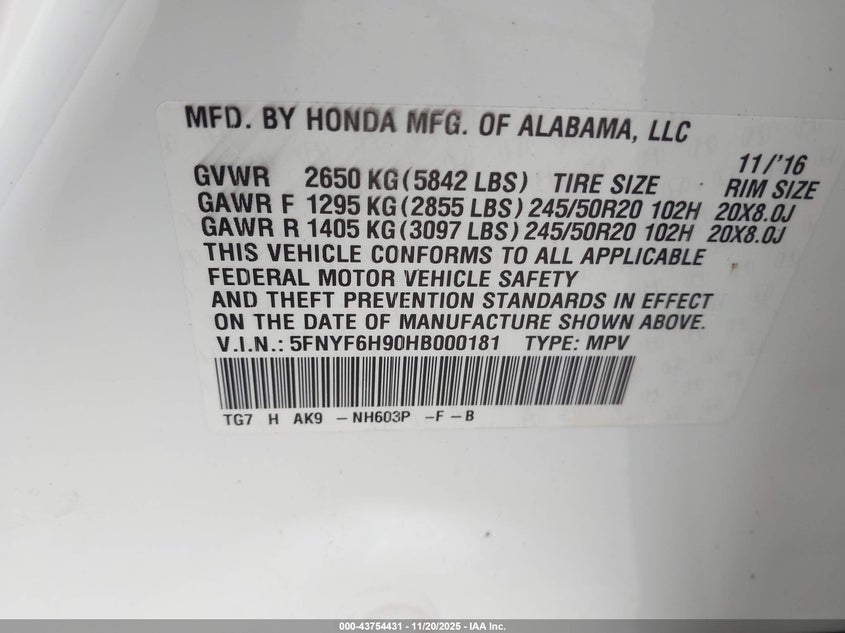 MFD. BY HONDA MFG. OF ALABAMA, LLC
11/'16
GVWR 2650 KG (5842 LBS) TIRE SIZE RIM SIZE
GAWR F 1295 KG (2855 LBS) 245/50R20 102H 20X8.0J
GAWR R 1405 KG (3097 LBS) 245/50R20 102H 20X8.0J
THIS VEHICLE CONFORMS TO ALL APPLICABLE
FEDERAL MOTOR VEHICLE SAFETY
AND THEFT PREVENTION STANDARDS IN EFFECT
ON THE DATE OF MANUFACTURE SHOWN ABOVE.
V.I.N.: 5FNYF6H90HB000181 TYPE: MPV
TG7 H AK9 – NH603P – F – B
000-43754431 - 11/20/2025 - IAA Inc.